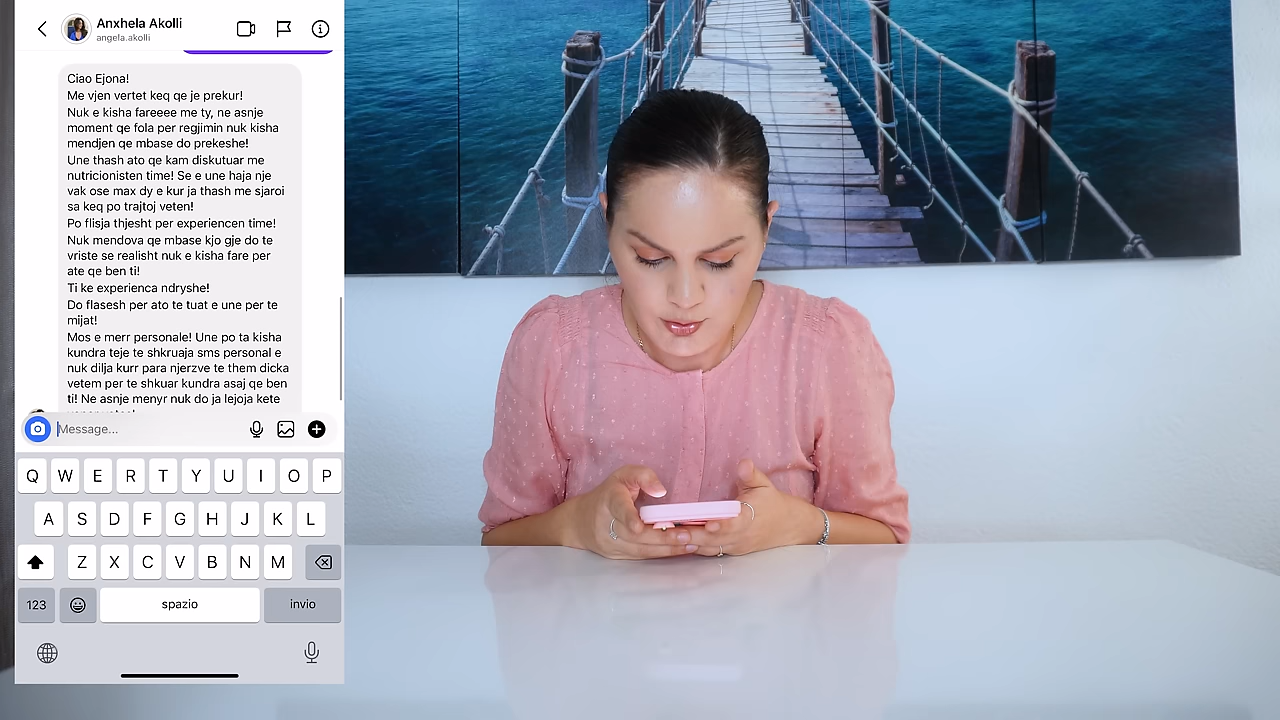 Anxhela Akolli
angela.akolli
Ciao Ejona!
Me vjen vertet keq qe je prekur!
Nuk e kisha fareeee me ty, ne asnje
moment qe fola per regjimin nuk kisha
mendjen qe mbase do prekeshe!
Une thash ato qe kam diskutuar me
nutricionisten time! Se e une haja nje
vak ose max dy e kur ja thash me sjaroi
sa keq po trajtoj veten!
Po flisja thjesht per experiencen time!
Nuk mendova qe mbase kjo gje do te
vriste se realisht nuk e kisha fare per
ate qe ben ti!
Ti ke experienca ndryshe!
Do flasesh per ato te tuat e une per te
mijat!
Mos e merr personale! Une po ta kisha
kundra teje te shkruaja sms personal e
nuk dilja kurr para njerzve te them dicka
vetem per te shkuar kundra asaj qe ben
ti! Ne asnje menyr nuk do ja lejoja kete
Message...
Q W E R T Y U I O P
A S D F G H J K L
Z X C V B N M
123 spazio invio